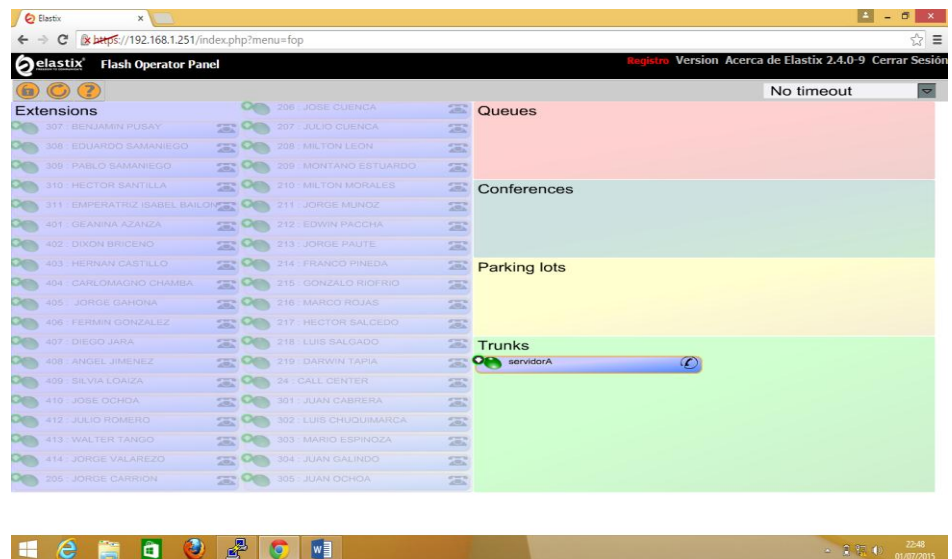 Elastix
https://192.168.1.251/index.php?menu=fop
elastix Flash Operator Panel
Registro Version Acerca de Elastix 2.4.0-9 Cerrar Sesión
No timeout
Extensions
307 : BENJAMIN PUSAY
308 : EDUARDO SAMANIEGO
309 : PABLO SAMANIEGO
310 : HECTOR SANTILLA
311 : EMPERATRIZ ISABEL BAILON
401 : GEANINA AZANZA
402 : DIXON BRICENO
403 : HERNAN CASTILLO
404 : CARLOMAGNO CHAMBA
405 : JORGE GAHONA
406 : FERMIN GONZALEZ
407 : DIEGO JARA
408 : ANGEL JIMENEZ
409 : SILVIA LOAIZA
410 : JOSE OCHOA
412 : JULIO ROMERO
413 : WALTER TANGO
414 : JORGE VALAREZO
205 : JORGE CARRION
206 : JOSE CUENCA
207 : JULIO CUENCA
208 : MILTON LEON
209 : MONTANO ESTUARDO
210 : MILTON MORALES
211 : JORGE MUNOZ
212 : EDWIN PACCHA
213 : JORGE PAUTE
214 : FRANCO PINEDA
215 : GONZALO RIOFRIO
216 : MARCO ROJAS
217 : HECTOR SALCEDO
218 : LUIS SALGADO
219 : DARWIN TAPIA
24 : CALL CENTER
301 : JUAN CABRERA
302 : LUIS CHUQUIMARCA
303 : MARIO ESPINOZA
304 : JUAN GALINDO
305 : JUAN OCHOA
Queues
Conferences
Parking lots
Trunks
servidorA
22:48
01/07/2015